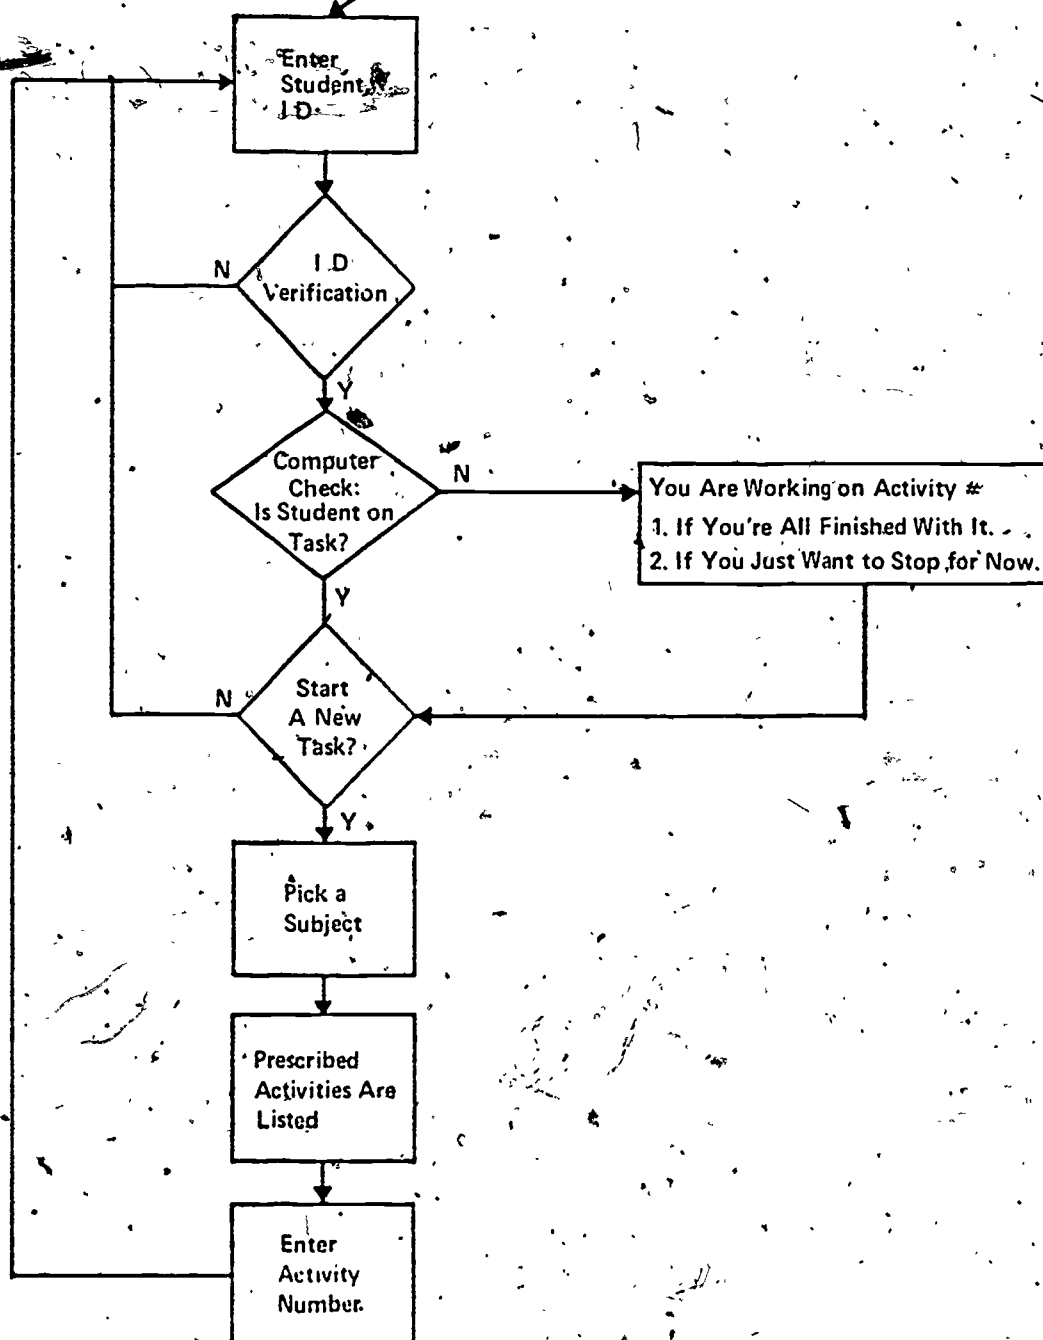 Enter
Student
I.D.
I.D
Verification
N
Y
Computer
Check:
Is Student on
Task?
N
You Are Working on Activity #
1. If You're All Finished With It.
2. If You Just Want to Stop for Now.
Y
Start
A New
Task?
N
Y
Pick a
Subject
Prescribed
Activities Are
Listed
Enter
Activity
Number.